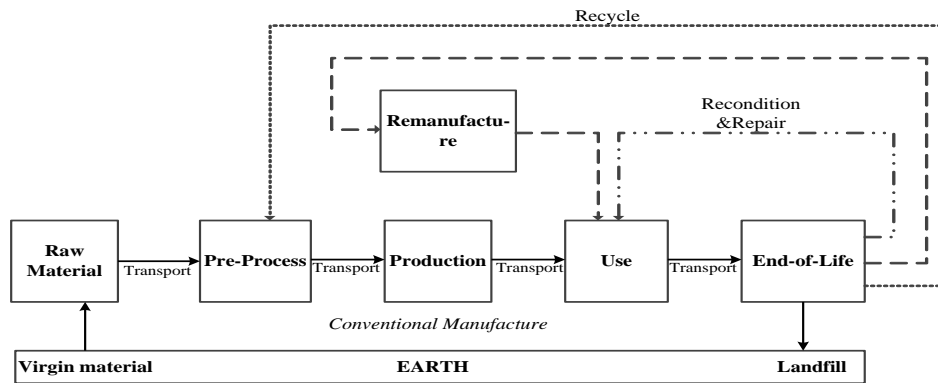 Recycle
Recondition
&Repair
Remanufactu-
re
Raw
Material
Transport
Pre-Process
Transport
Production
Transport
Use
Transport
End-of-Life
Conventional Manufacture
Virgin material
EARTH
Landfill